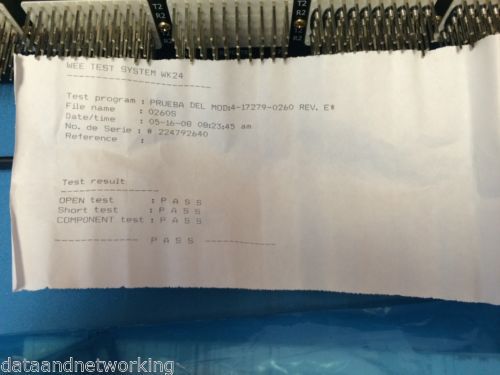 T2
R2
T2
R2
T2
R2
WEE TEST SYSTEM WK24
--------------------
Test program : PRUEBA DEL MOD:4-17279-0260 REV. E*
File name : 0260S
Date/time : 05-16-08 08:23:45 am
No. de Serie : # 224792640
Reference :
Test result
--------------------
OPEN test : P A S S
Short test : P A S S
COMPONENT test : P A S S
------------ P A S S ------------
dataandnetworking